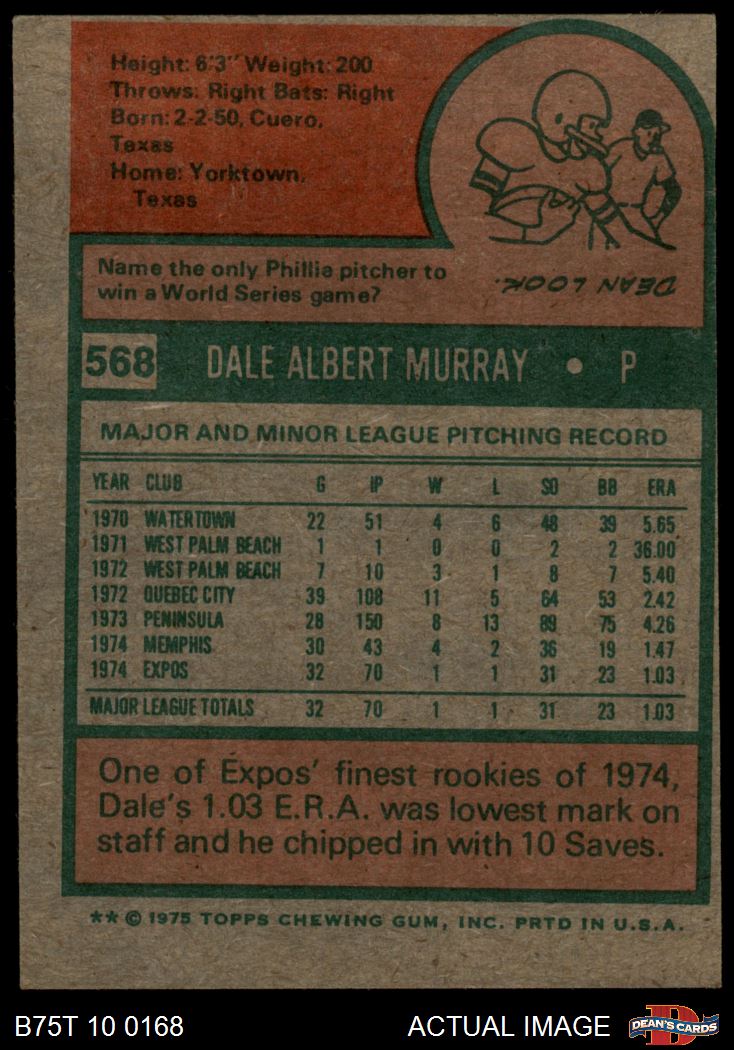 Height: 6'3" Weight: 200
Throws: Right Bats: Right
Born: 2-2-50, Cuero,
Texas
Home: Yorktown,
Texas
Name the only Phillie pitcher to
win a World Series game?
DEAN LOOK.
568 DALE ALBERT MURRAY • P
MAJOR AND MINOR LEAGUE PITCHING RECORD
YEAR CLUB G IP W L SO BB ERA
1970 WATERTOWN 22 51 4 6 48 39 5.65
1971 WEST PALM BEACH 1 1 0 0 2 2 36.00
1972 WEST PALM BEACH 7 10 3 1 8 7 5.40
1972 QUEBEC CITY 39 108 11 5 64 53 2.42
1973 PENINSULA 28 150 8 13 89 75 4.26
1974 MEMPHIS 30 43 4 2 36 19 1.47
1974 EXPOS 32 70 1 1 31 23 1.03
MAJOR LEAGUE TOTALS 32 70 1 1 31 23 1.03
One of Expos' finest rookies of 1974,
Dale's 1.03 E.R.A. was lowest mark on
staff and he chipped in with 10 Saves.
** © 1975 TOPPS CHEWING GUM, INC. PRTD IN U.S.A.
B75T 10 0168 ACTUAL IMAGE D DEAN'S CARDS